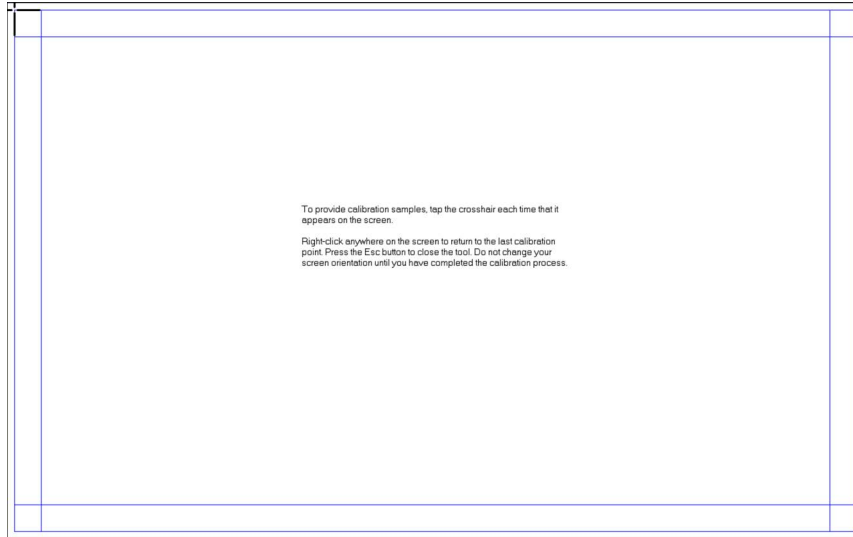 To provide calibration samples, tap the crosshair each time that it
appears on the screen.
Right-click anywhere on the screen to return to the last calibration
point. Press the Esc button to close the tool. Do not change your
screen orientation until you have completed the calibration process.